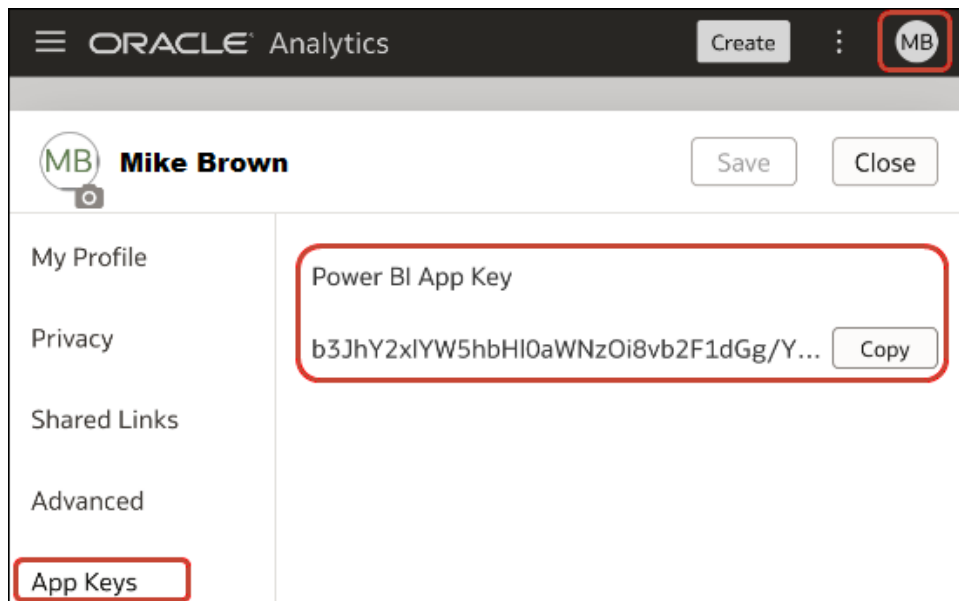 ORACLE Analytics
Create
MB
MB
Mike Brown
Save
Close
My Profile
Privacy
Shared Links
Advanced
App Keys
Power BI App Key
b3JhY2xlYW5hbHl0aWNzOi8vb2F1dGg/Y...
Copy